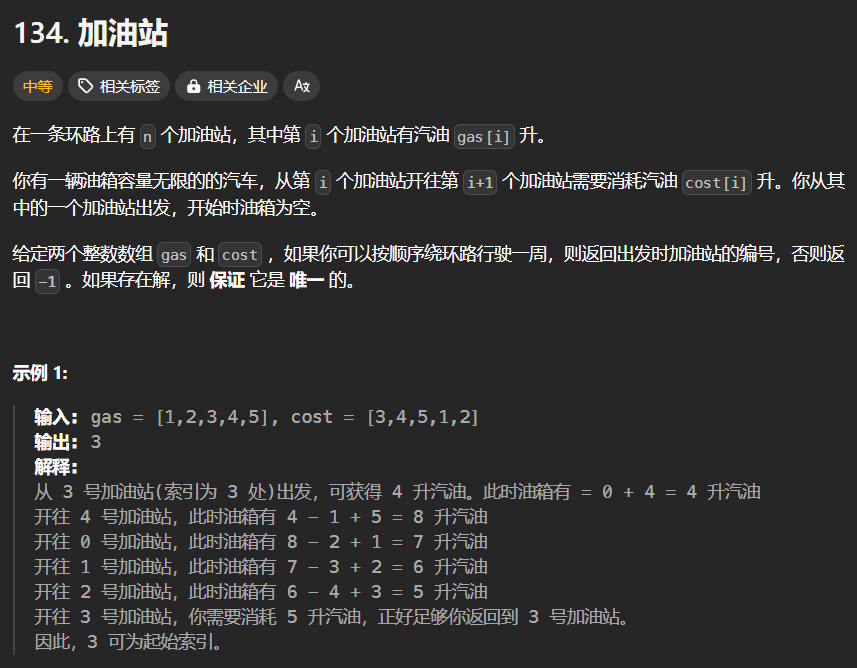 134. 加油站
中等 相关标签 相关企业 Aあ
在一条环路上有 n 个加油站，其中第 i 个加油站有汽油 gas[i] 升。
你有一辆油箱容量无限的的汽车，从第 i 个加油站开往第 i+1 个加油站需要消耗汽油 cost[i] 升。你从其
中的一个加油站出发，开始时油箱为空。
给定两个整数数组 gas 和 cost ，如果你可以按顺序绕环路行驶一周，则返回出发时加油站的编号，否则返
回 -1 。如果存在解，则 保证 它是 唯一 的。
示例 1:
输入: gas = [1,2,3,4,5], cost = [3,4,5,1,2]
输出: 3
解释:
从 3 号加油站(索引为 3 处)出发，可获得 4 升汽油。此时油箱有 = 0 + 4 = 4 升汽油
开往 4 号加油站，此时油箱有 4 - 1 + 5 = 8 升汽油
开往 0 号加油站，此时油箱有 8 - 2 + 1 = 7 升汽油
开往 1 号加油站，此时油箱有 7 - 3 + 2 = 6 升汽油
开往 2 号加油站，此时油箱有 6 - 4 + 3 = 5 升汽油
开往 3 号加油站，你需要消耗 5 升汽油，正好足够你返回到 3 号加油站。
因此，3 可为起始索引。